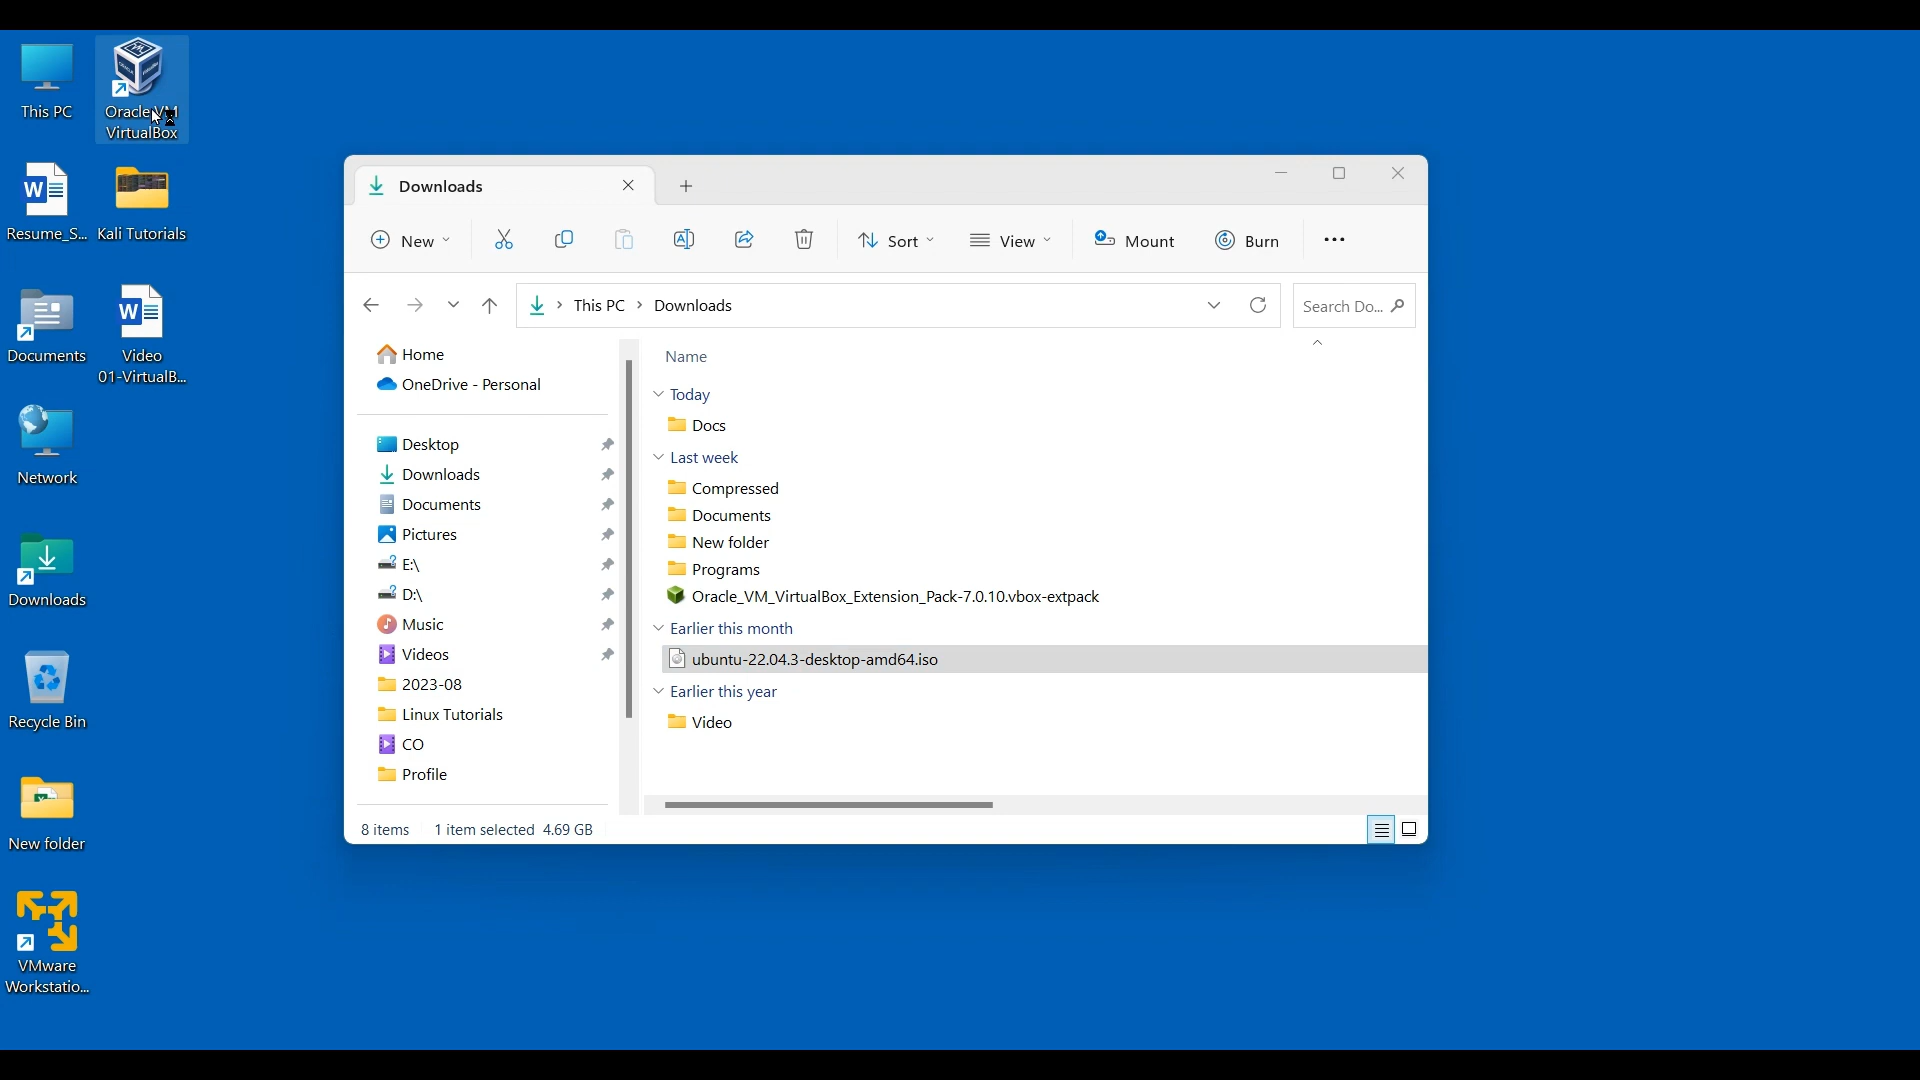 This PC
Oracle VM
VirtualBox
Resume_S...
Kali Tutorials
Documents
Video
01-VirtualB...
Network
Downloads
Recycle Bin
New folder
VMware
Workstatio...
Downloads
New
Sort
View
Mount
Burn
This PC
Downloads
Search Do...
Home
OneDrive - Personal
Desktop
Downloads
Documents
Pictures
E:\
D:\
Music
Videos
2023-08
Linux Tutorials
CO
Profile
Name
Today
Docs
Last week
Compressed
Documents
New folder
Programs
Oracle_VM_VirtualBox_Extension_Pack-7.0.10.vbox-extpack
Earlier this month
ubuntu-22.04.3-desktop-amd64.iso
Earlier this year
Video
8 items
1 item selected 4.69 GB